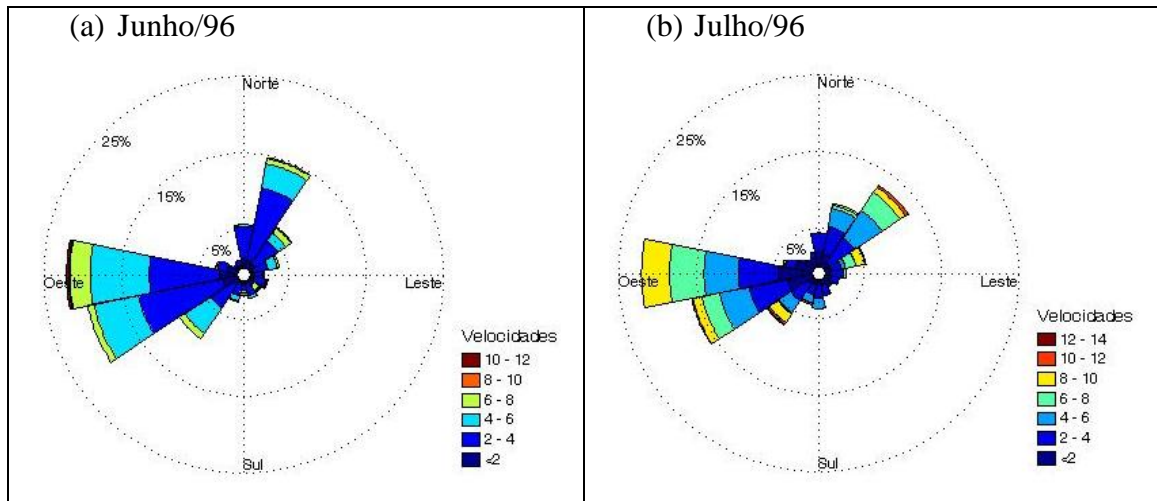 (a) Junho/96
Norte
25%
15%
5%
Oeste
Leste
Sul
Velocidades
10 - 12
8 - 10
6 - 8
4 - 6
2 - 4
<2
(b) Julho/96
Norte
25%
15%
5%
Oeste
Leste
Sul
Velocidades
12 - 14
10 - 12
8 - 10
6 - 8
4 - 6
2 - 4
<2